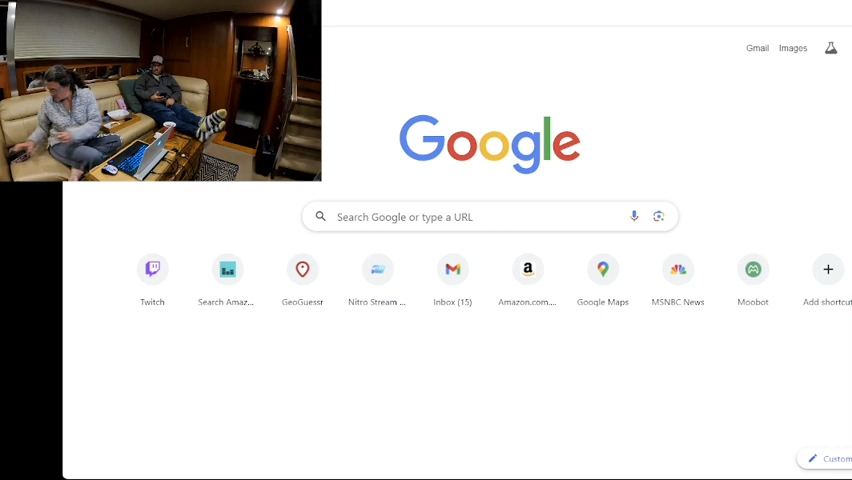 Gmail Images
Google
Search Google or type a URL
Twitch
Search Amaz...
GeoGuessr
Nitro Stream ...
Inbox (15)
Amazon.com....
Google Maps
MSNBC News
Moobot
Add shortcut
Custom